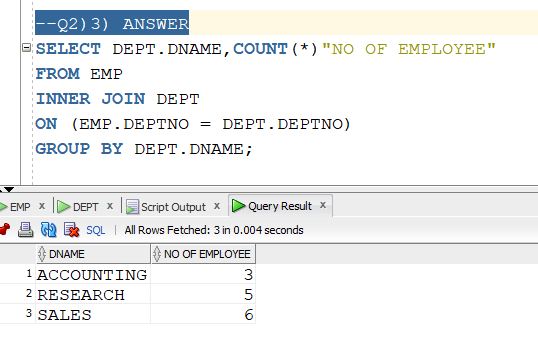 --Q2)3) ANSWER
SELECT DEPT.DNAME,COUNT(*)"NO OF EMPLOYEE"
FROM EMP
INNER JOIN DEPT
ON (EMP.DEPTNO = DEPT.DEPTNO)
GROUP BY DEPT.DNAME;
EMP x DEPT x Script Output x Query Result x
SQL | All Rows Fetched: 3 in 0.004 seconds
DNAME NO OF EMPLOYEE
1 ACCOUNTING 3
2 RESEARCH 5
3 SALES 6